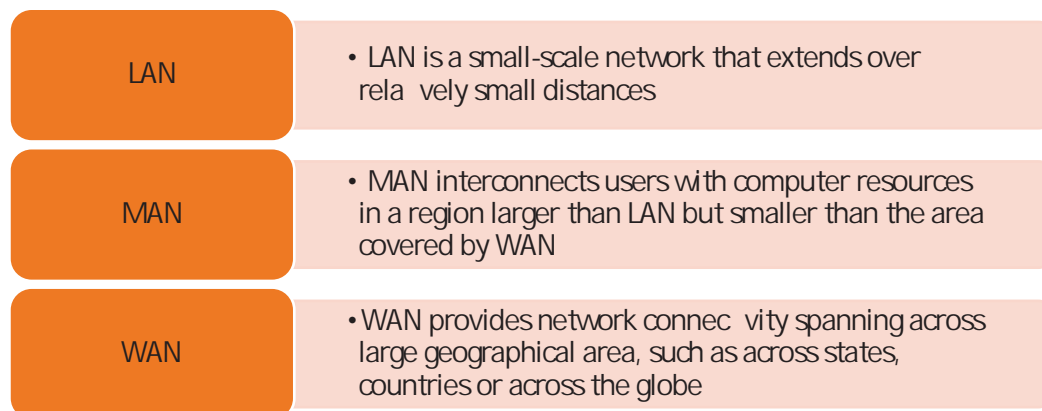 LAN
• LAN is a small-scale network that extends over
rela vely small distances
MAN
• MAN interconnects users with computer resources
in a region larger than LAN but smaller than the area
covered by WAN
WAN
• WAN provides network connec vity spanning across
large geographical area, such as across states,
countries or across the globe